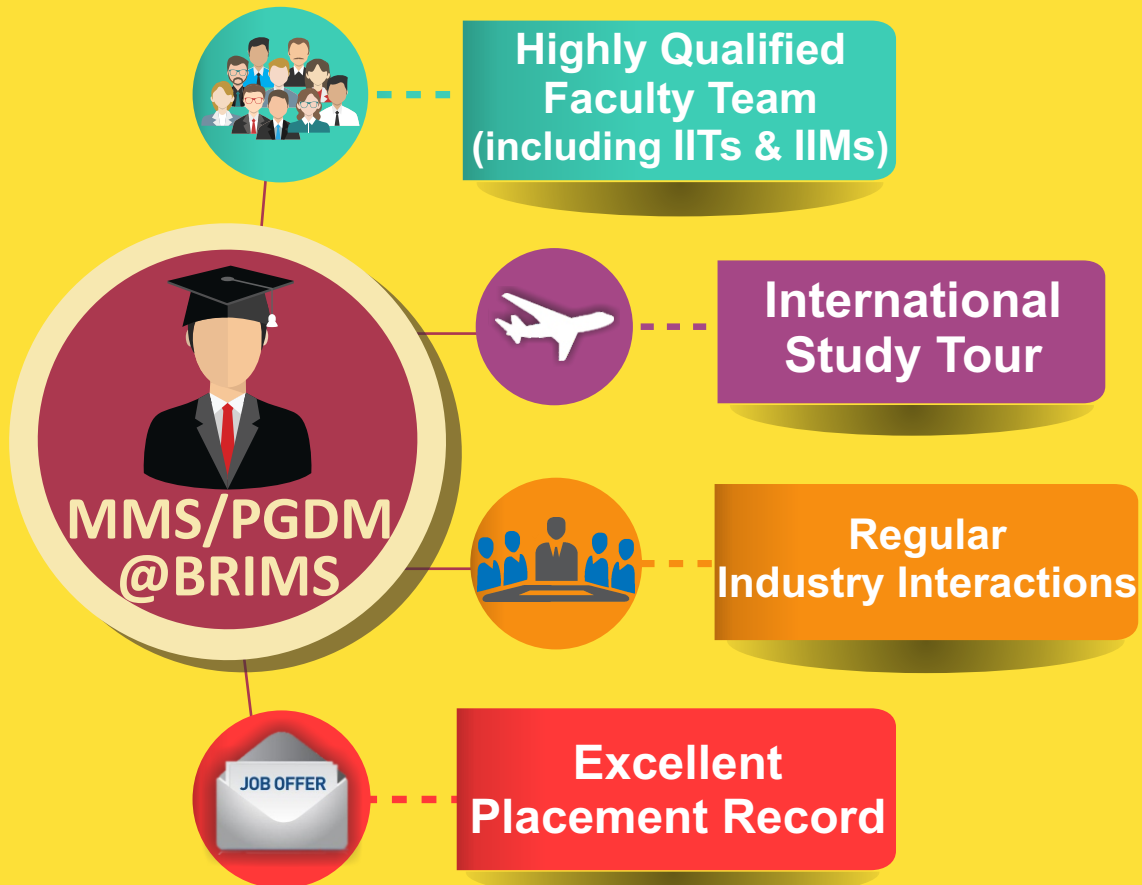 Highly Qualified
Faculty Team
(including IITs & IIMs)
International
Study Tour
MMS/PGDM
@BRIMS
Regular
Industry Interactions
JOB OFFER
Excellent
Placement Record